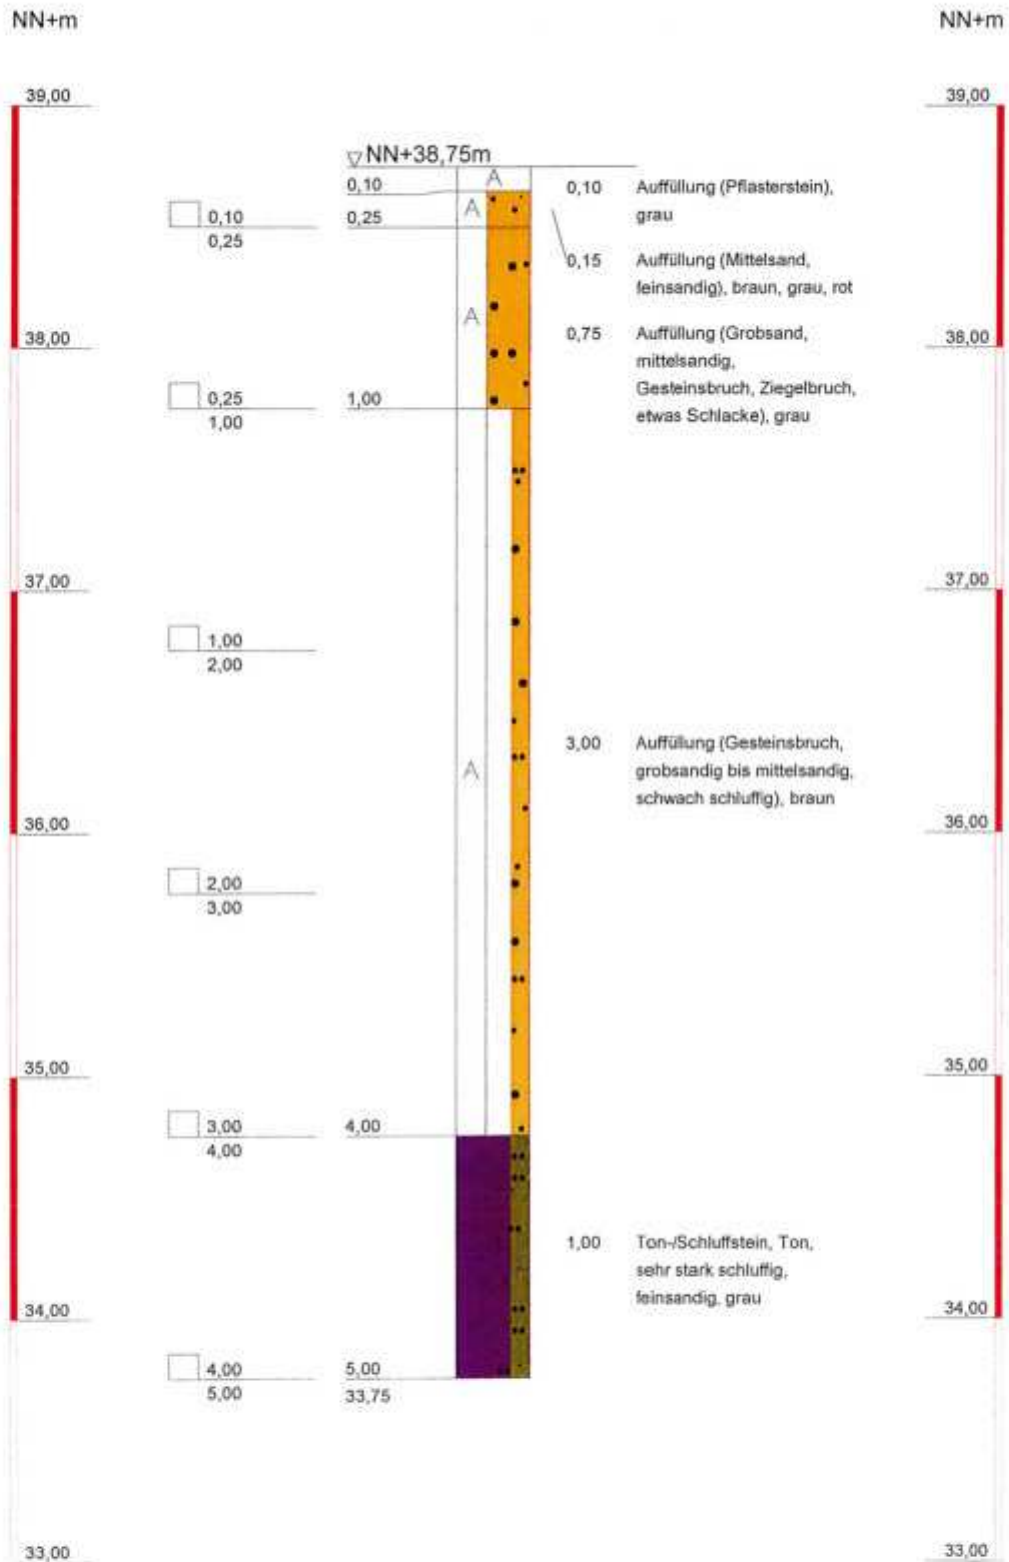 NN+m
NN+m
39,00
39,00
NN+38,75m
A
0,10
0,10
Auffüllung (Pflasterstein),
grau
A
0,10
0,25
0,25
0,15
Auffüllung (Mittelsand,
feinsandig), braun, grau, rot
A
38,00
38,00
0,75
Auffüllung (Grobsand,
mittelsandig,
Gesteinsbruch, Ziegelbruch,
etwas Schlacke), grau
0,25
1,00
1,00
37,00
37,00
1,00
2,00
3,00
Auffüllung (Gesteinsbruch,
grobsandig bis mittelsandig,
schwach schluffig), braun
A
36,00
36,00
2,00
3,00
35,00
35,00
3,00
4,00
4,00
1,00
Ton-/Schluffstein, Ton,
sehr stark schluffig,
feinsandig, grau
34,00
34,00
4,00
5,00
5,00
33,75
33,00
33,00